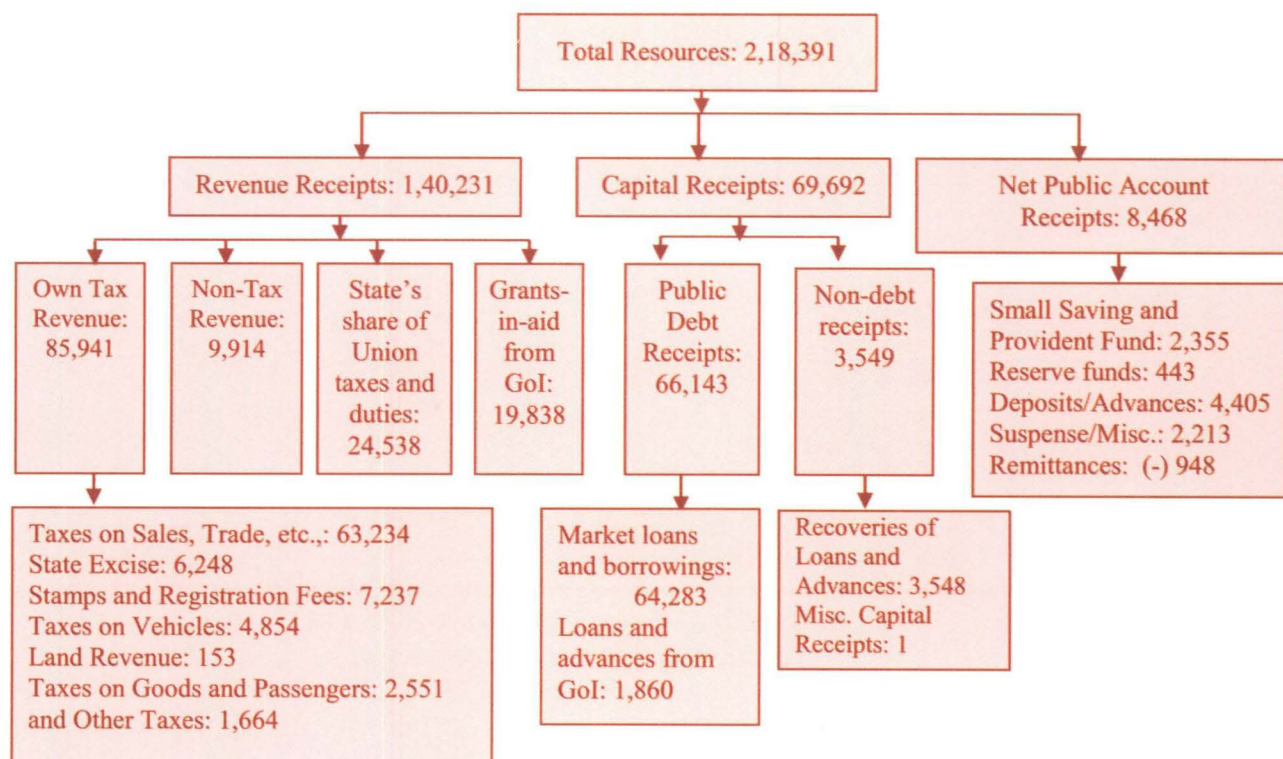 Total Resources: 2,18,391
Revenue Receipts: 1,40,231
Capital Receipts: 69,692
Net Public Account
Receipts: 8,468
Own Tax
Revenue:
85,941
Non-Tax
Revenue:
9,914
State's
share of
Union
taxes and
duties:
24,538
Grants-
in-aid
from
GoI:
19,838
Public
Debt
Receipts:
66,143
Non-debt
receipts:
3,549
Small Saving and
Provident Fund: 2,355
Reserve funds: 443
Deposits/Advances: 4,405
Suspense/Misc.: 2,213
Remittances: (-) 948
Taxes on Sales, Trade, etc.,: 63,234
State Excise: 6,248
Stamps and Registration Fees: 7,237
Taxes on Vehicles: 4,854
Land Revenue: 153
Taxes on Goods and Passengers: 2,551
and Other Taxes: 1,664
Market loans
and borrowings:
64,283
Loans and
advances from
GoI: 1,860
Recoveries of
Loans and
Advances: 3,548
Misc. Capital
Receipts: 1